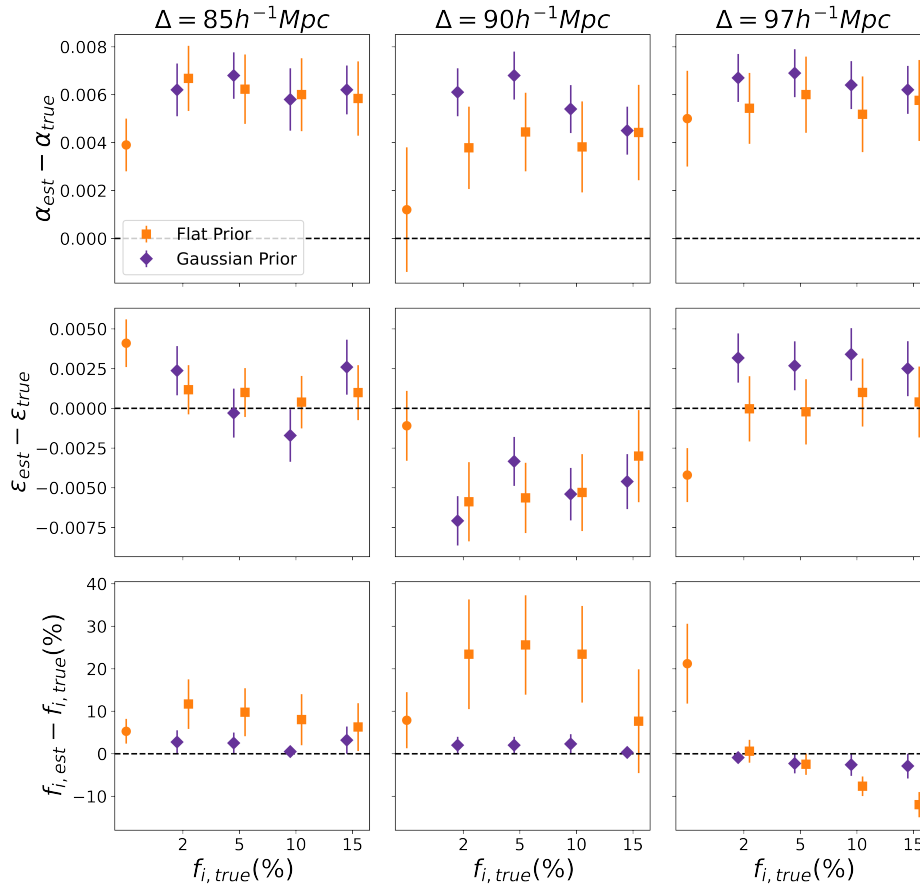 Δ = 85h⁻¹Mpc
Δ = 90h⁻¹Mpc
Δ = 97h⁻¹Mpc
0.008
0.006
0.004
0.002
0.000
α_est − α_true
Flat Prior
Gaussian Prior
0.0050
0.0025
0.0000
−0.0025
−0.0050
−0.0075
ε_est − ε_true
40
30
20
10
0
−10
f_i, est − f_i, true(%)
2 5 10 15
2 5 10 15
2 5 10 15
f_i, true(%)
f_i, true(%)
f_i, true(%)